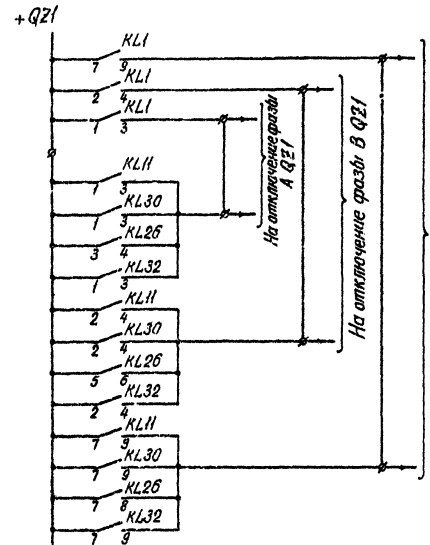 +QZ1
KL1
7 9
KL1
2 4
KL1
1 3
KL11
1 3
KL30
1 3
KL26
3 4
KL32
1 3
KL11
2 4
KL30
2 4
KL26
5 6
KL32
2 4
KL11
7 9
KL30
7 9
KL26
7 8
KL32
7 9
На отключение фазы
А QZ1
На отключение фазы В QZ1